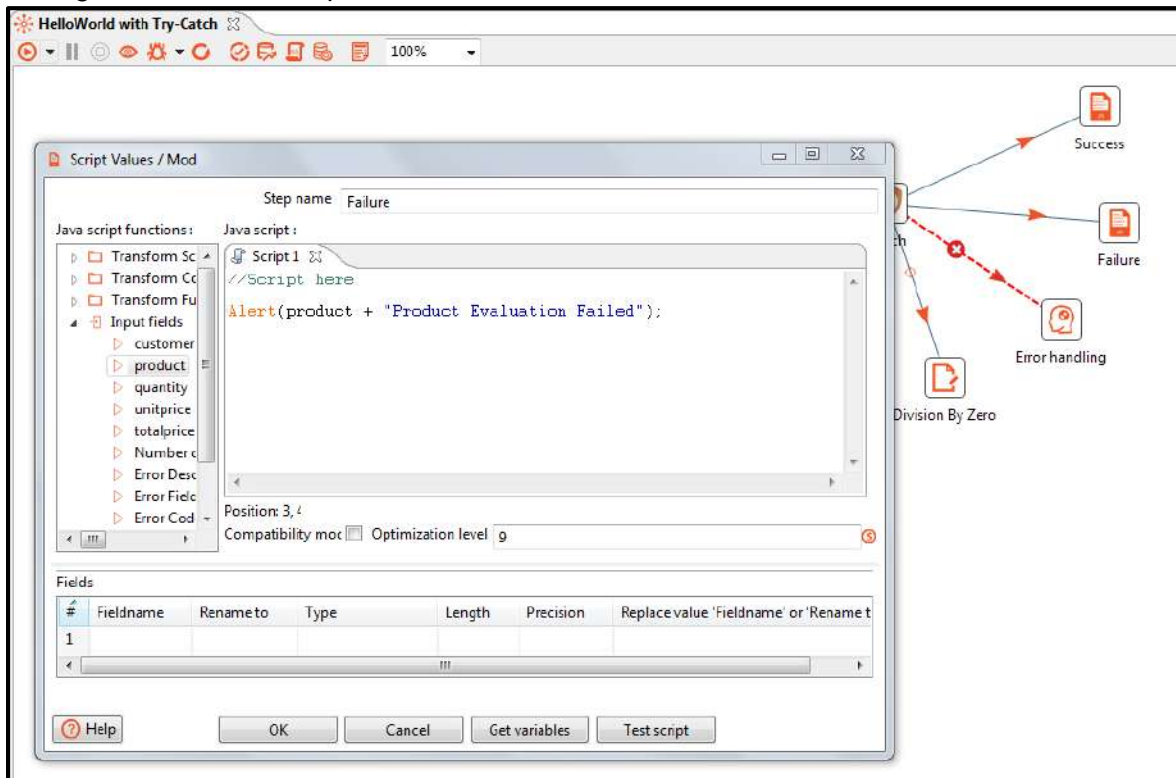 HelloWorld with Try-Catch
100%
Success
Failure
Error handling
Division By Zero
Script Values / Mod
Step name Failure
Java script functions :
Java script :
Transform Sc
Transform Cc
Transform Fu
Input fields
customer
product
quantity
unitprice
totalprice
Number c
Error Desc
Error Fielc
Error Cod
Script 1
//Script here
Alert(product + "Product Evaluation Failed");
Position: 3, 4
Compatibility moc Optimization level 9
Fields
# Fieldname Rename to Type Length Precision Replace value 'Fieldname' or 'Rename t
1
Help OK Cancel Get variables Test script